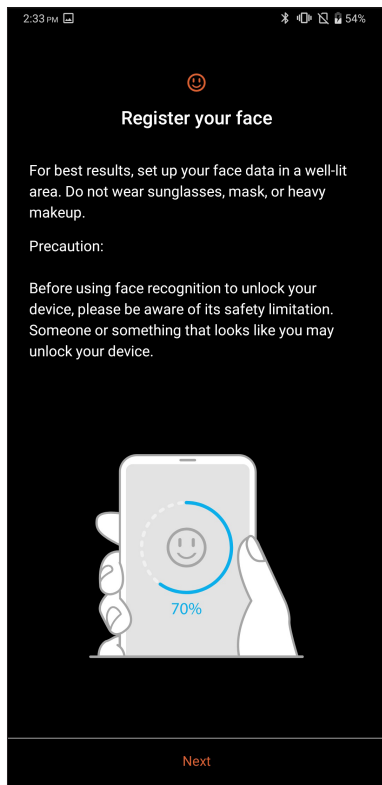 2:33 PM
54%
Register your face
For best results, set up your face data in a well-lit
area. Do not wear sunglasses, mask, or heavy
makeup.
Precaution:
Before using face recognition to unlock your
device, please be aware of its safety limitation.
Someone or something that looks like you may
unlock your device.
70%
Next